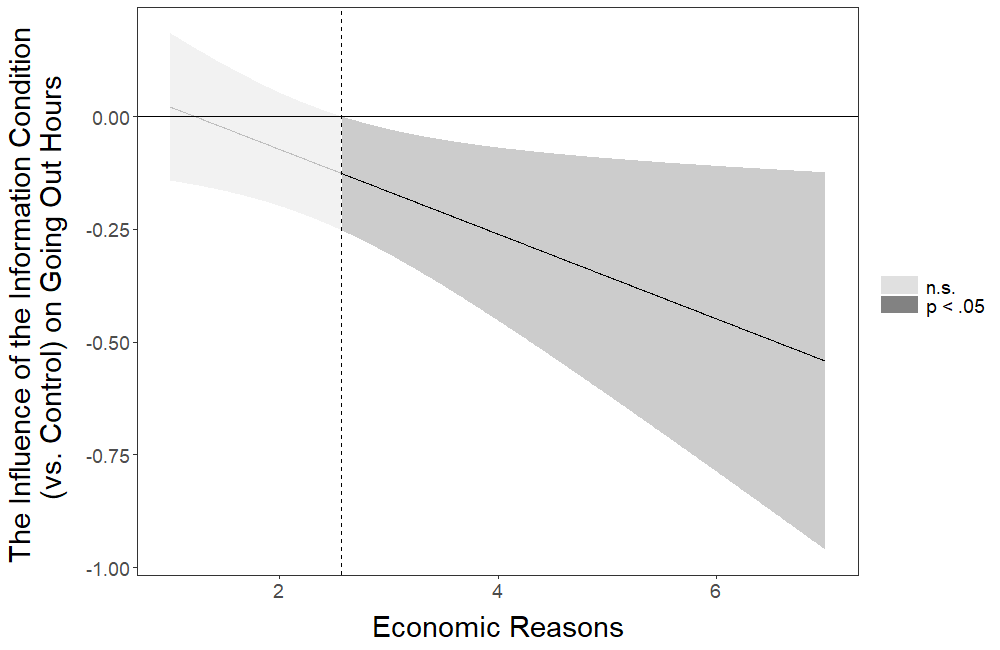 The Influence of the Information Condition
(vs. Control) on Going Out Hours
0.00
-0.25
-0.50
-0.75
-1.00
2
4
6
Economic Reasons
n.s.
p < .05